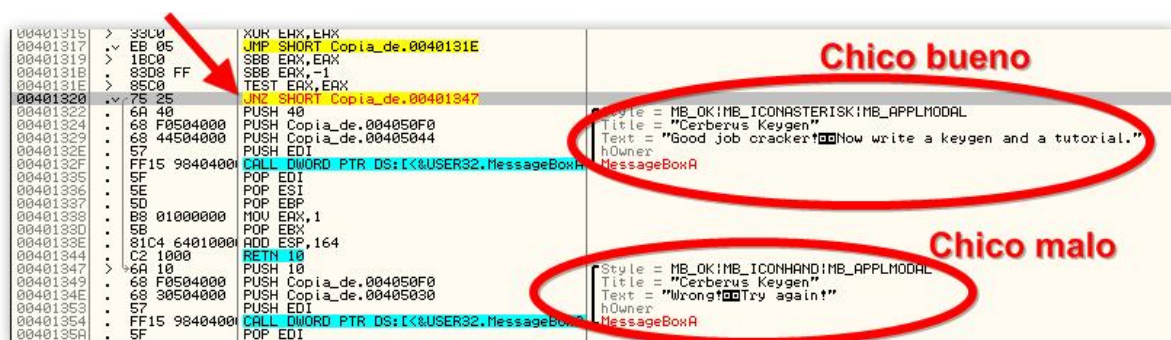 00401315 > 33C0 XOR EAX,EAX
00401317 .v EB 05 JMP SHORT Copia_de.0040131E
00401319 > 1BC0 SBB EAX,EAX
0040131B . 83D8 FF SBB EAX,-1
0040131E > 85C0 TEST EAX,EAX
00401320 .v 75 25 JNZ SHORT Copia_de.00401347
00401322 . 6A 40 PUSH 40 Style = MB_OK|MB_ICONASTERISK|MB_APPLMODAL
00401324 . 68 F0504000 PUSH Copia_de.004050F0 Title = "Cerberus Keygen"
00401329 . 68 44504000 PUSH Copia_de.00405044 Text = "Good job cracker!Now write a keygen and a tutorial."
0040132E . 57 PUSH EDI hOwner
0040132F . FF15 98404000 CALL DWORD PTR DS:[<&USER32.MessageBoxA MessageBoxA
00401335 . 5F POP EDI
00401336 . 5E POP ESI
00401337 . 5D POP EBP
00401338 . B8 01000000 MOV EAX,1
0040133D . 5B POP EBX
0040133E . 81C4 64010000 ADD ESP,164
00401344 . C2 1000 RETN 10
00401347 > 6A 10 PUSH 10 Style = MB_OK|MB_ICONHAND|MB_APPLMODAL
00401349 . 68 F0504000 PUSH Copia_de.004050F0 Title = "Cerberus Keygen"
0040134E . 68 30504000 PUSH Copia_de.00405030 Text = "Wrong!Try again!"
00401353 . 57 PUSH EDI hOwner
00401354 . FF15 98404000 CALL DWORD PTR DS:[<&USER32.MessageBoxA MessageBoxA
0040135A . 5F POP EDI
Chico bueno
Chico malo